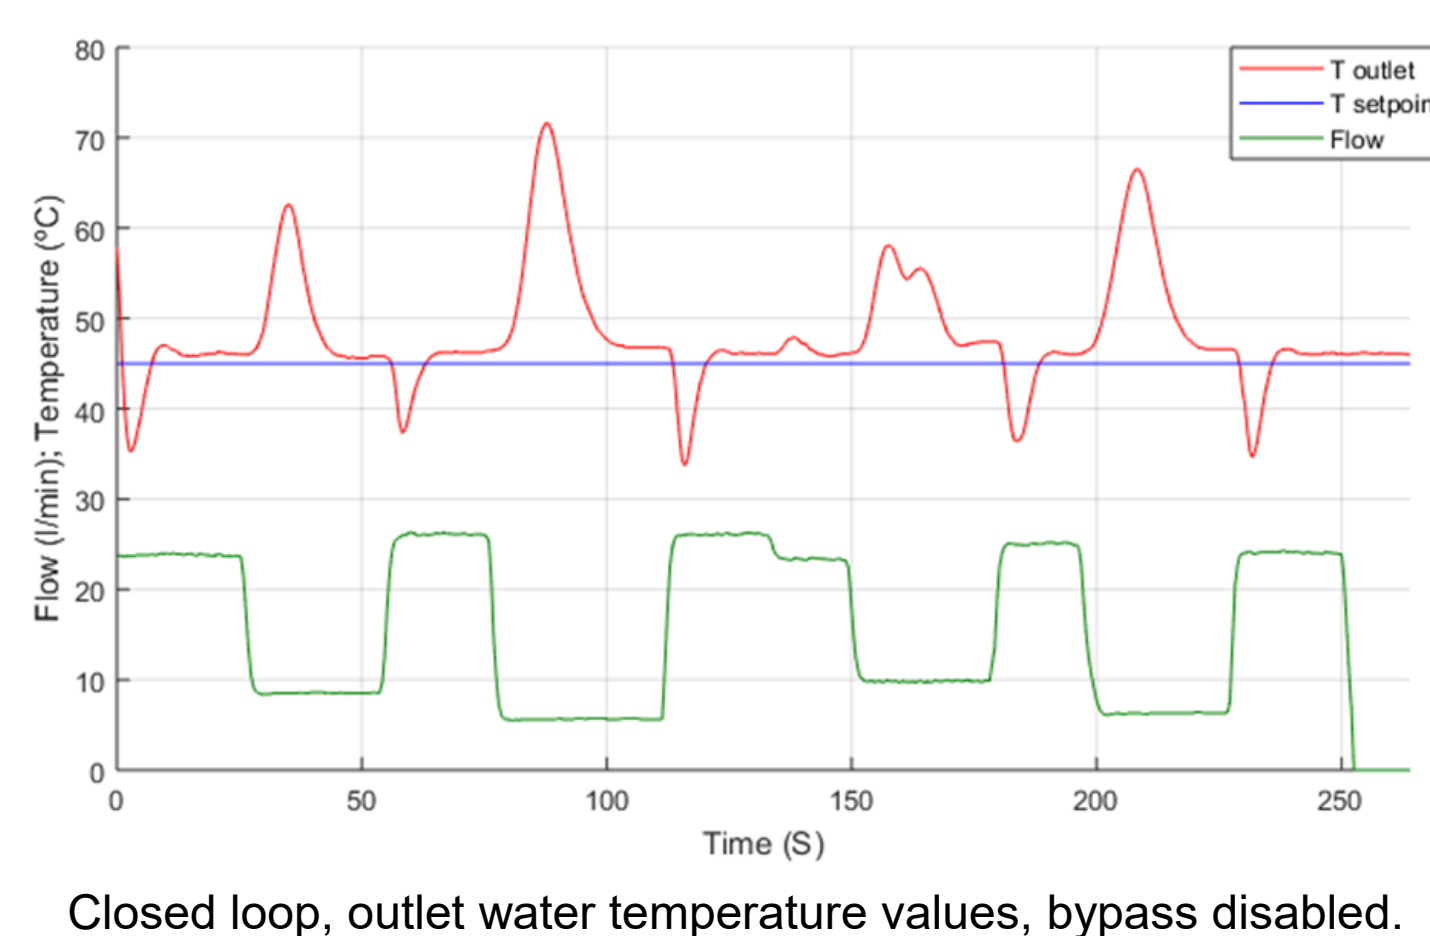 80
70
60
50
40
30
20
10
0
0 50 100 150 200 250
Flow (l/min); Temperature (ºC)
Time (S)
T outlet
T setpoin
Flow
Closed loop, outlet water temperature values, bypass disabled.